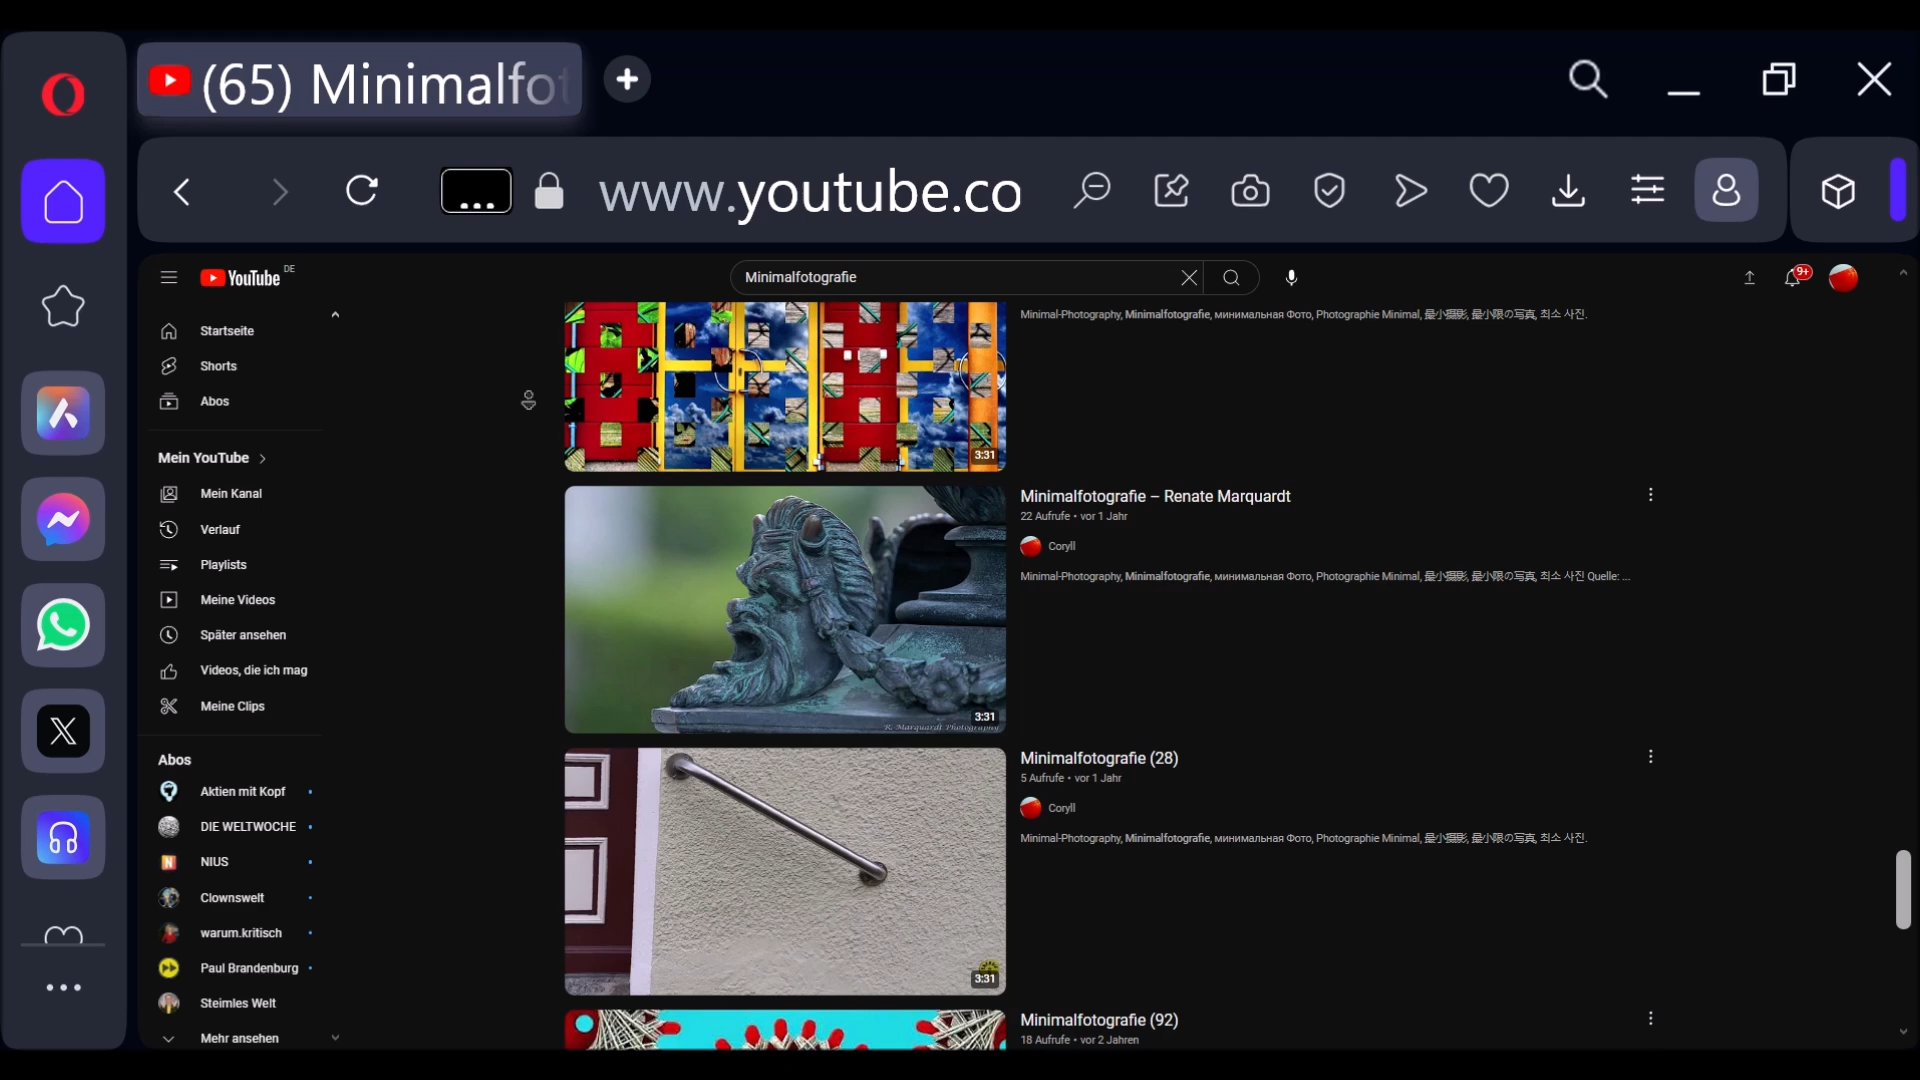 (65) Minimalfot
www.youtube.co
YouTube DE
Minimalfotografie
9+
Startseite
Shorts
Abos
Mein YouTube
Mein Kanal
Verlauf
Playlists
Meine Videos
Später ansehen
Videos, die ich mag
Meine Clips
Abos
Aktien mit Kopf
DIE WELTWOCHE
NIUS
Clownswelt
warum.kritisch
Paul Brandenburg
Steimles Welt
Mehr ansehen
Minimal-Photography, Minimalfotografie, минимальная Фото, Photographie Minimal, 最小摄影, 最小限の写真, 최소 사진.
3:31
Minimalfotografie – Renate Marquardt
22 Aufrufe • vor 1 Jahr
Coryll
Minimal-Photography, Minimalfotografie, минимальная Фото, Photographie Minimal, 最小摄影, 最小限の写真, 최소 사진 Quelle: ...
3:31
R. Marquardt Photography
Minimalfotografie (28)
5 Aufrufe • vor 1 Jahr
Coryll
Minimal-Photography, Minimalfotografie, минимальная Фото, Photographie Minimal, 最小摄影, 最小限の写真, 최소 사진.
3:31
Minimalfotografie (92)
18 Aufrufe • vor 2 Jahren